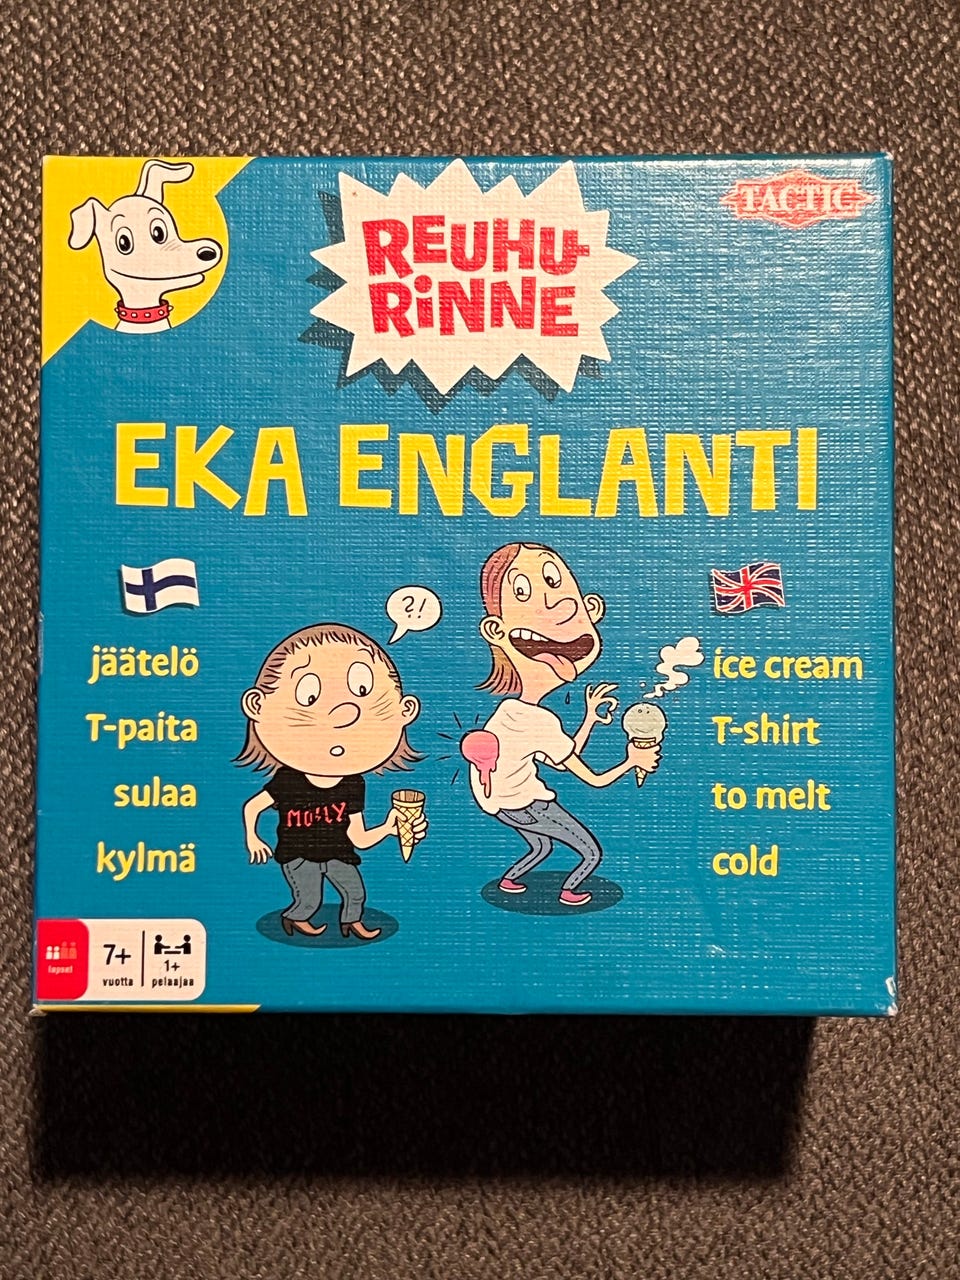 TACTIC
REUHU-
RiNNE
EKA ENGLANTI
jäätelö
T-paita
sulaa
kylmä
?!
MÖ
ice cream
T-shirt
to melt
cold
lapset
7+
vuotta
1+
pelaajaa